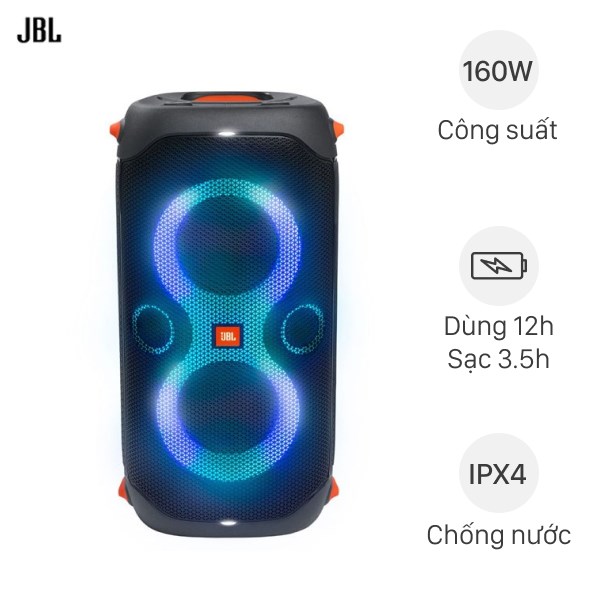 JBL
160W
Công suất
JBL
Dùng 12h
Sạc 3.5h
IPX4
Chống nước